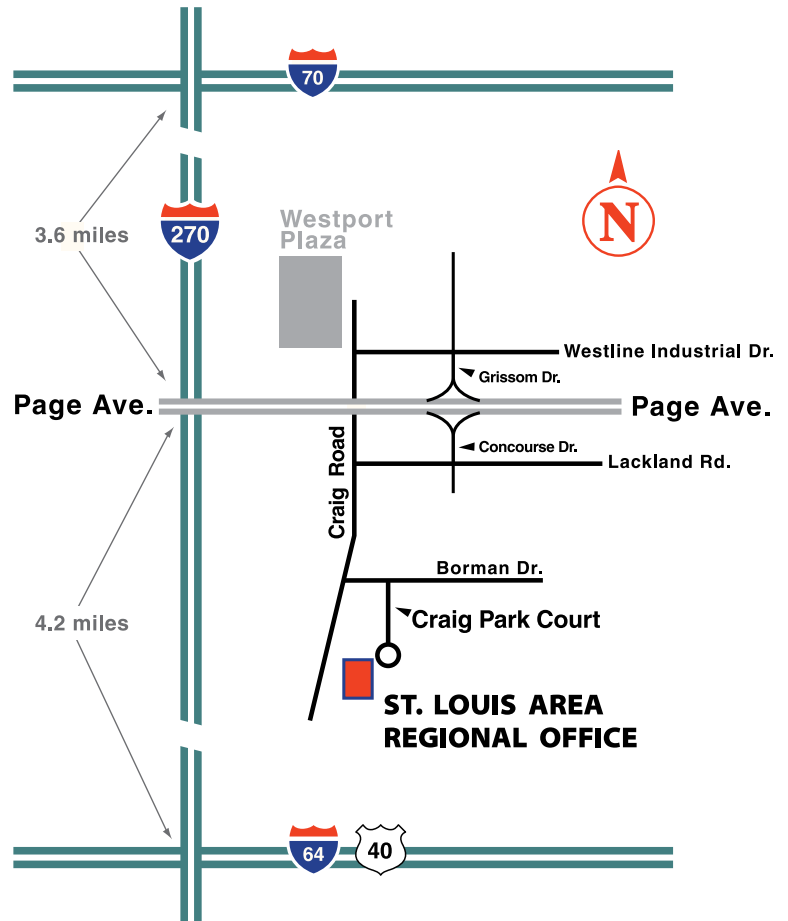 70
3.6 miles
270
Westport
Plaza
N
Westline Industrial Dr.
Grissom Dr.
Page Ave.
Page Ave.
Craig Road
Concourse Dr.
Lackland Rd.
Borman Dr.
Craig Park Court
4.2 miles
ST. LOUIS AREA
REGIONAL OFFICE
64
40